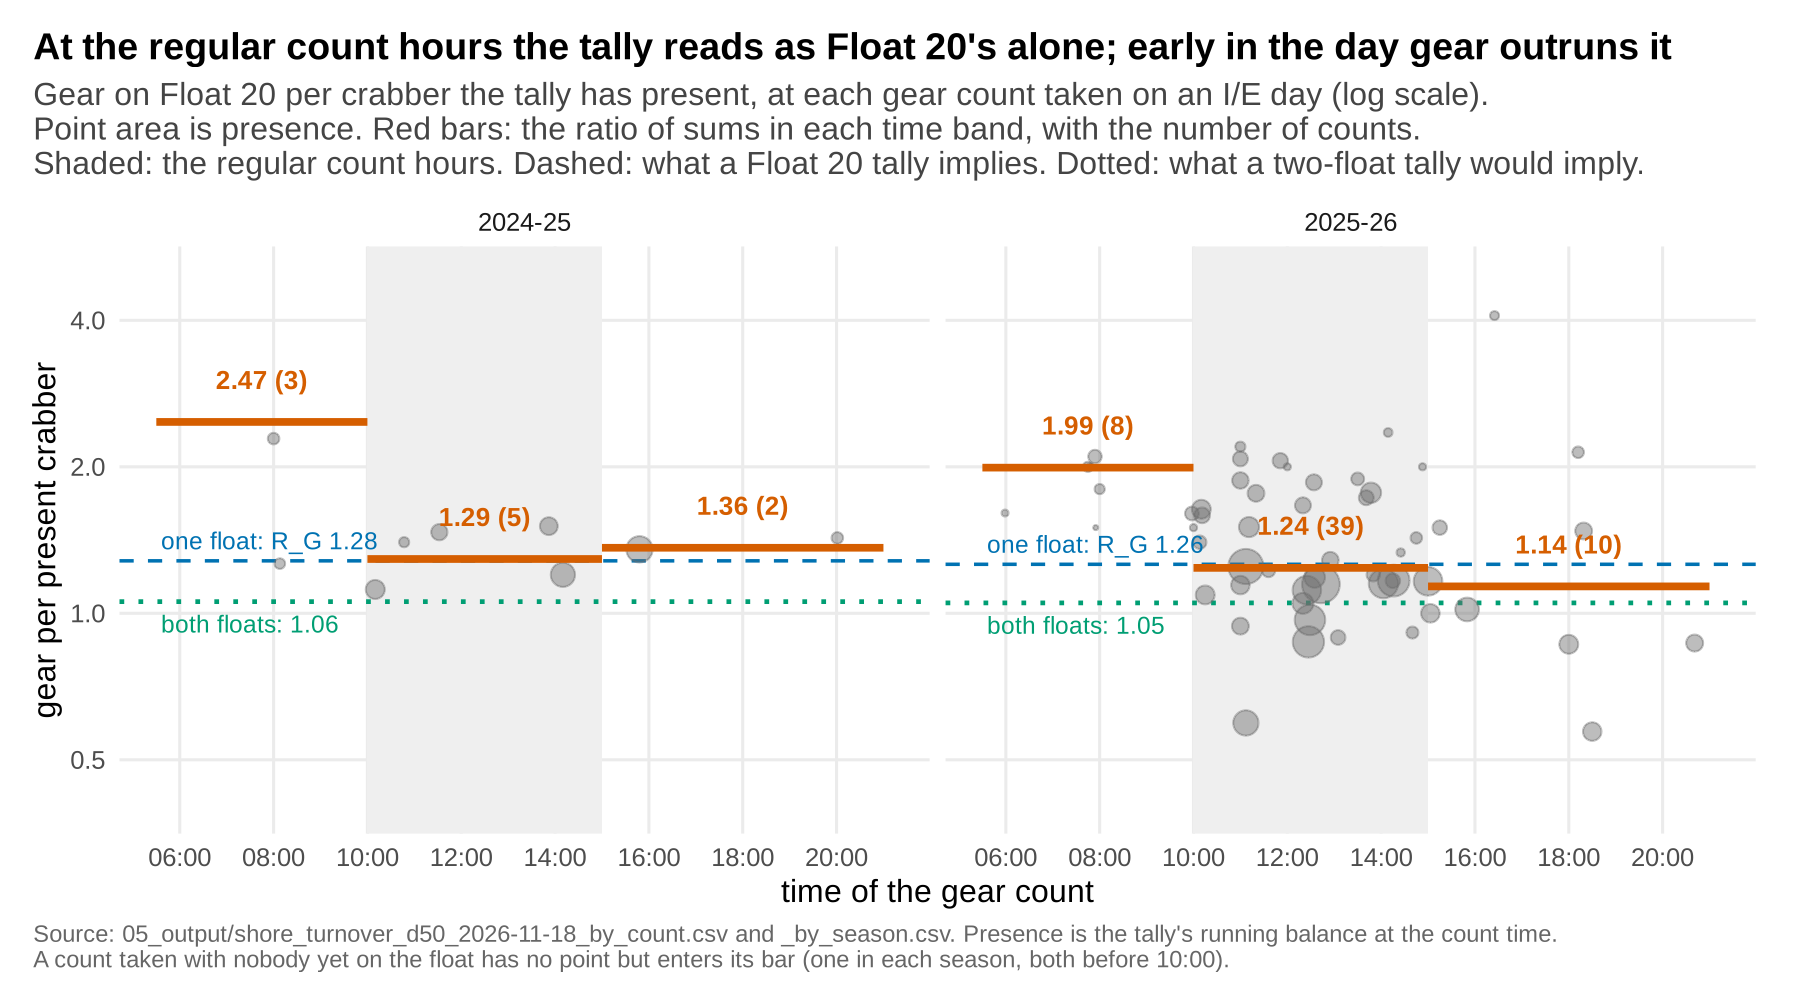 At the regular count hours the tally reads as Float 20's alone; early in the day gear outruns it
Gear on Float 20 per crabber the tally has present, at each gear count taken on an I/E day (log scale).
Point area is presence. Red bars: the ratio of sums in each time band, with the number of counts.
Shaded: the regular count hours. Dashed: what a Float 20 tally implies. Dotted: what a two-float tally would imply.
2024-25
2025-26
gear per present crabber
4.0
2.0
1.0
0.5
2.47 (3)
1.29 (5)
1.36 (2)
one float: R_G 1.28
both floats: 1.06
1.99 (8)
1.24 (39)
1.14 (10)
one float: R_G 1.26
both floats: 1.05
06:00 08:00 10:00 12:00 14:00 16:00 18:00 20:00
06:00 08:00 10:00 12:00 14:00 16:00 18:00 20:00
time of the gear count
Source: 05_output/shore_turnover_d50_2026-11-18_by_count.csv and _by_season.csv. Presence is the tally's running balance at the count time.
A count taken with nobody yet on the float has no point but enters its bar (one in each season, both before 10:00).